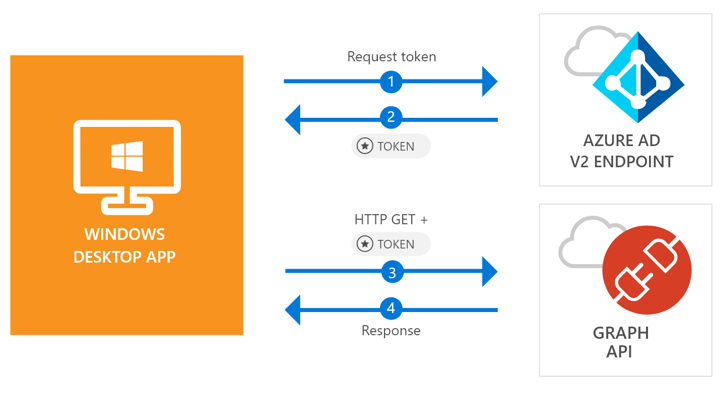 Request token
1
2
TOKEN
HTTP GET +
TOKEN
3
4
Response
WINDOWS
DESKTOP APP
AZURE AD
V2 ENDPOINT
GRAPH
API